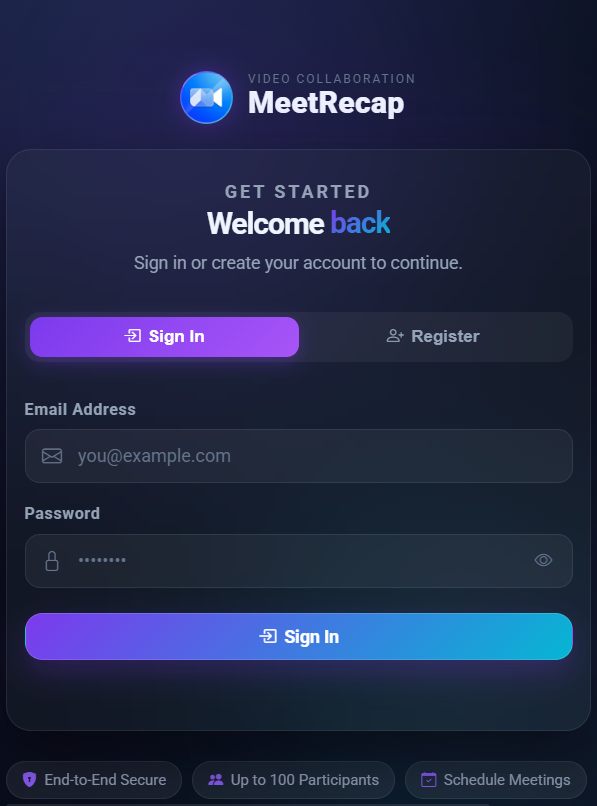 VIDEO COLLABORATION
MeetRecap
GET STARTED
Welcome back
Sign in or create your account to continue.
Sign In
Register
Email Address
you@example.com
Password
••••••••
Sign In
End-to-End Secure
Up to 100 Participants
Schedule Meetings